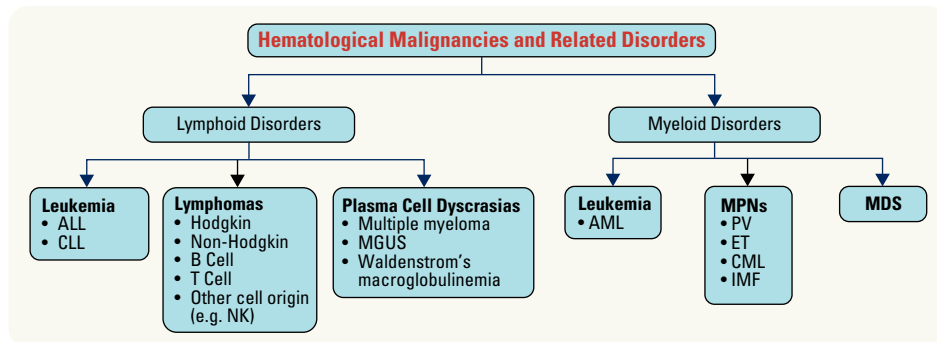 Hematological Malignancies and Related Disorders
Lymphoid Disorders
Myeloid Disorders
Leukemia
• ALL
• CLL
Lymphomas
• Hodgkin
• Non-Hodgkin
• B Cell
• T Cell
• Other cell origin
(e.g. NK)
Plasma Cell Dyscrasias
• Multiple myeloma
• MGUS
• Waldenstrom's
macroglobulinemia
Leukemia
• AML
MPNs
• PV
• ET
• CML
• IMF
MDS